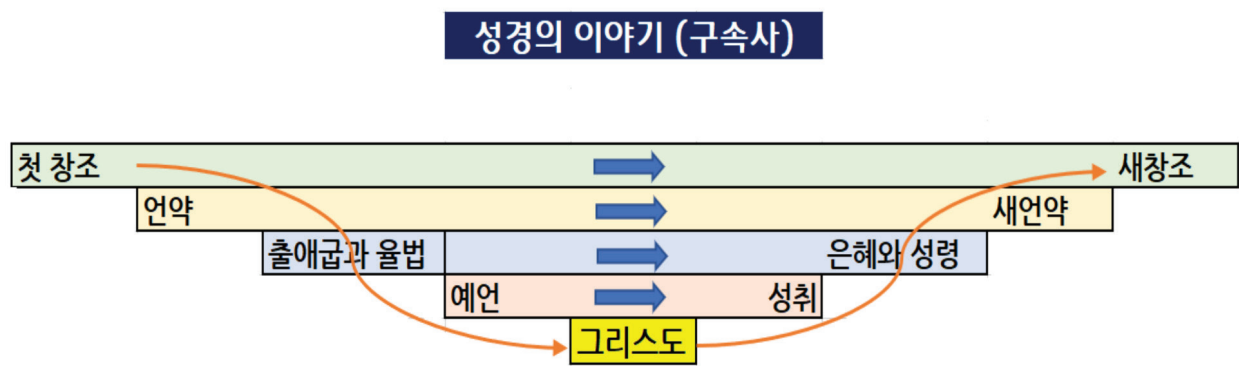 성경의 이야기 (구속사)
첫 창조 새창조
언약 새언약
출애굽과 율법 은혜와 성령
예언 성취
그리스도